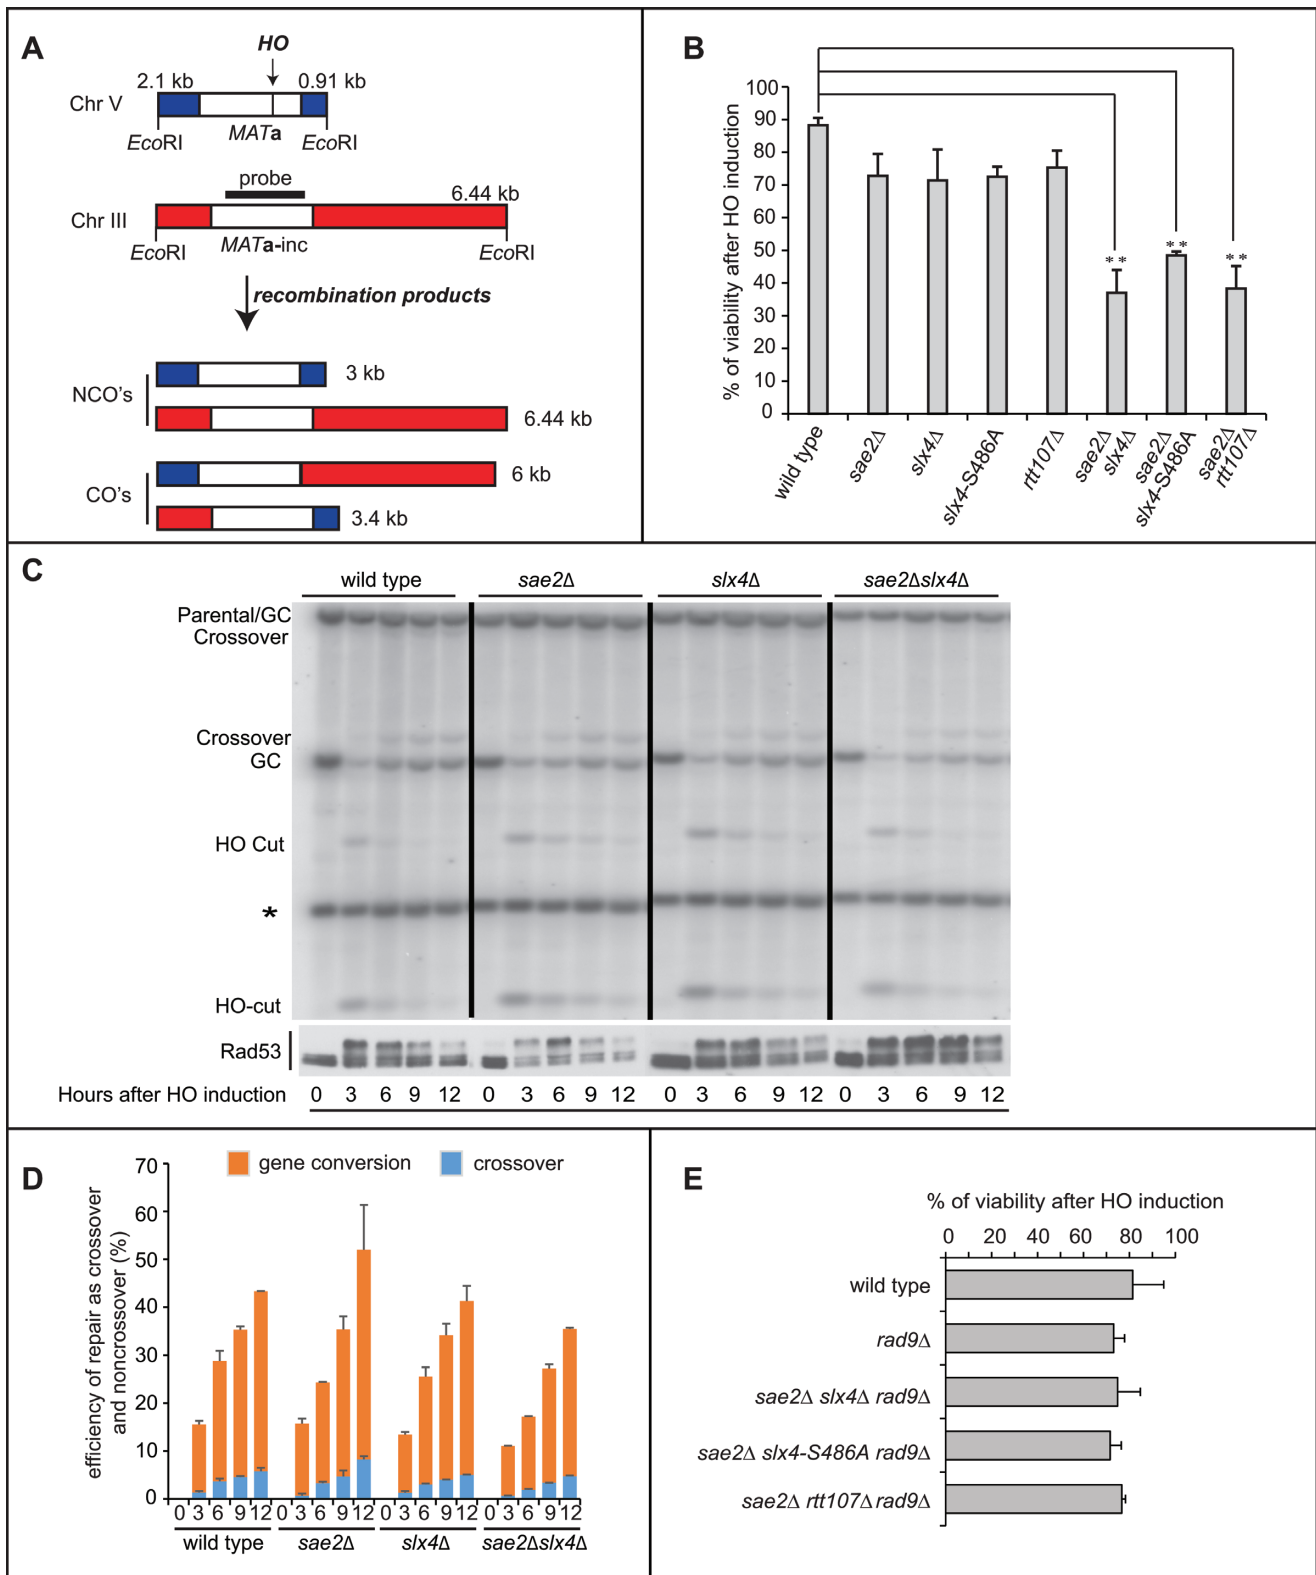 A
HO
2.1 kb
0.91 kb
Chr V
EcoRI
MATa
EcoRI
probe
6.44 kb
Chr III
EcoRI
MATa-inc
EcoRI
recombination products
NCO's
3 kb
6.44 kb
CO's
6 kb
3.4 kb
B
% of viability after HO induction
100
90
80
70
60
50
40
30
20
10
0
**
**
**
wild type
sae2Δ
slx4Δ
slx4-S486A
rtt107Δ
sae2Δ
slx4Δ
sae2Δ
slx4-S486A
sae2Δ
rtt107Δ
C
wild type
sae2Δ
slx4Δ
sae2Δslx4Δ
Parental/GC
Crossover
Crossover
GC
HO Cut
*
HO-cut
Rad53
Hours after HO induction
0 3 6 9 12 0 3 6 9 12 0 3 6 9 12 0 3 6 9 12
D
gene conversion
crossover
efficiency of repair as crossover
and noncrossover (%)
70
60
50
40
30
20
10
0
0 3 6 9 12 0 3 6 9 12 0 3 6 9 12 0 3 6 9 12
wild type
sae2Δ
slx4Δ
sae2Δslx4Δ
E
% of viability after HO induction
0 20 40 60 80 100
wild type
rad9Δ
sae2Δ slx4Δ rad9Δ
sae2Δ slx4-S486A rad9Δ
sae2Δ rtt107Δ rad9Δ